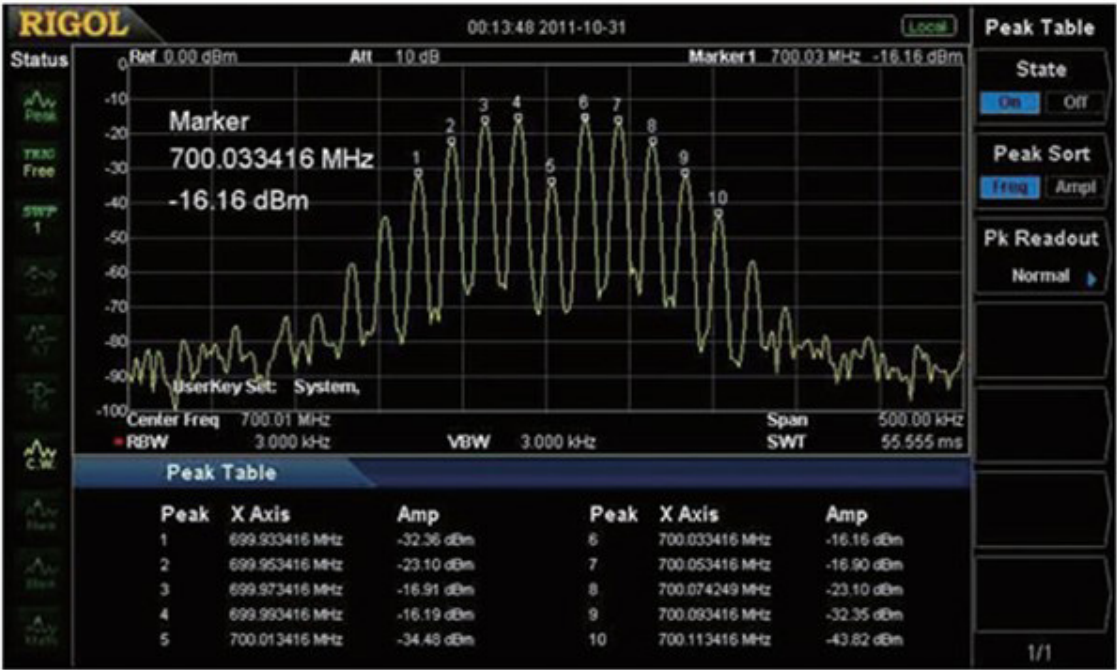 RIGOL
00:13:48 2011-10-31
Local
Status
Peak
TRIG
Free
SWP
1
C.W.
Ref 0.00 dBm Att 10 dB Marker1 700.03 MHz -16.16 dBm
0
-10
-20
-30
-40
-50
-60
-70
-80
-90
-100
Marker
700.033416 MHz
-16.16 dBm
1
2
3
4
5
6
7
8
9
10
UserKey Set: System,
Center Freq 700.01 MHz Span 500.00 kHz
RBW 3.000 kHz VBW 3.000 kHz SWT 55.555 ms
Peak Table
Peak X Axis Amp Peak X Axis Amp
1 699.933416 MHz -32.36 dBm 6 700.033416 MHz -16.16 dBm
2 699.953416 MHz -23.10 dBm 7 700.053416 MHz -16.90 dBm
3 699.973416 MHz -16.91 dBm 8 700.074249 MHz -23.10 dBm
4 699.993416 MHz -16.19 dBm 9 700.093416 MHz -32.35 dBm
5 700.013416 MHz -34.48 dBm 10 700.113416 MHz -43.82 dBm
Peak Table
State
On Off
Peak Sort
Freq Ampl
Pk Readout
Normal
1/1